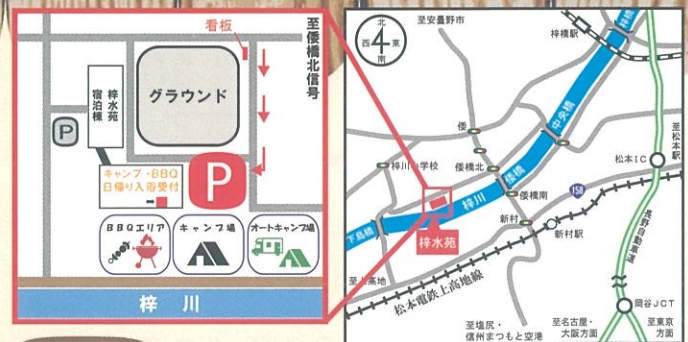 看板
至倭橋北信号
グラウンド
梓水苑
宿泊棟
P
キャンプ・BBQ
日帰り入浴受付
P
BBQエリア
キャンプ場
オートキャンプ場
梓川
北
西 4 東
南
至安曇野市
梓橋駅
梓橋
中央橋
至松本駅
倭
梓川小学校
倭橋北
倭橋
松本IC
梓川
倭橋南
158
下島橋
新村
新村駅
梓水苑
長野自動車道
至上高地
松本電鉄上高地線
岡谷JCT
至塩尻・
信州まつもと空港
至名古屋・
大阪方面
至東京
方面